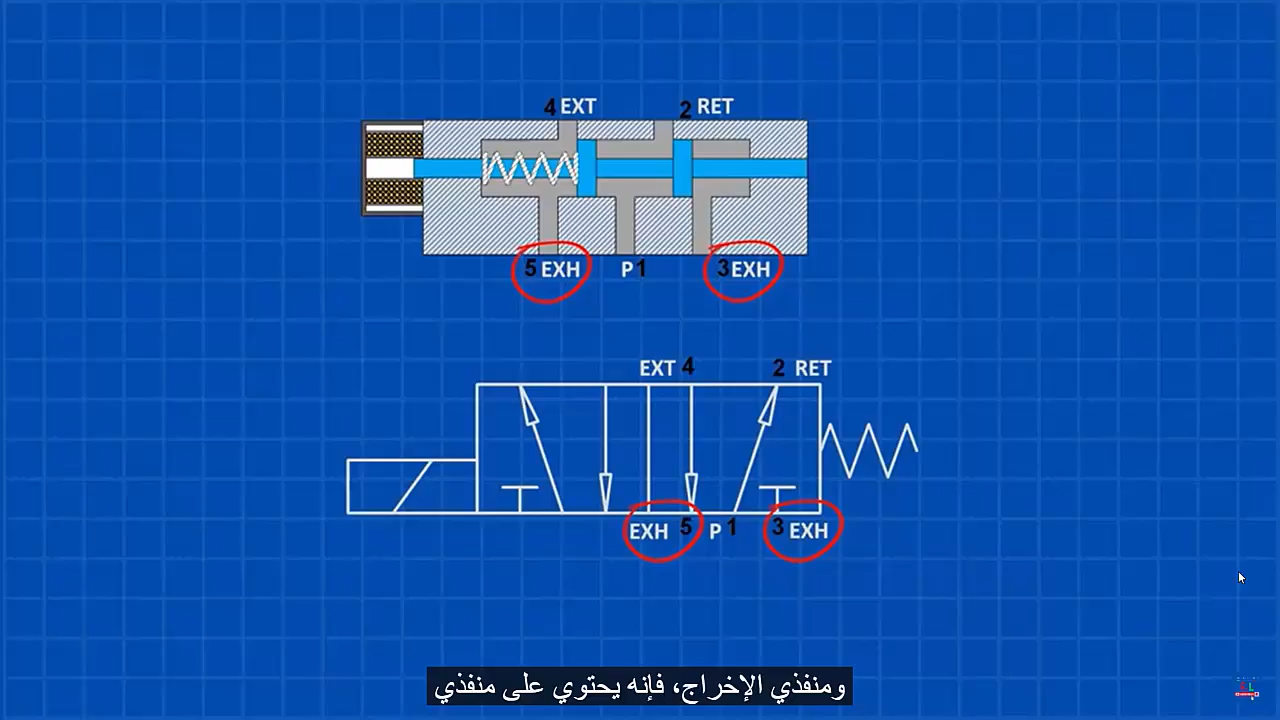 4 EXT 2 RET
5 EXH P 1 3 EXH
EXT 4 2 RET
EXH 5 P 1 3 EXH
ومنفذي الإخراج، فإنه يحتوي على منفذي